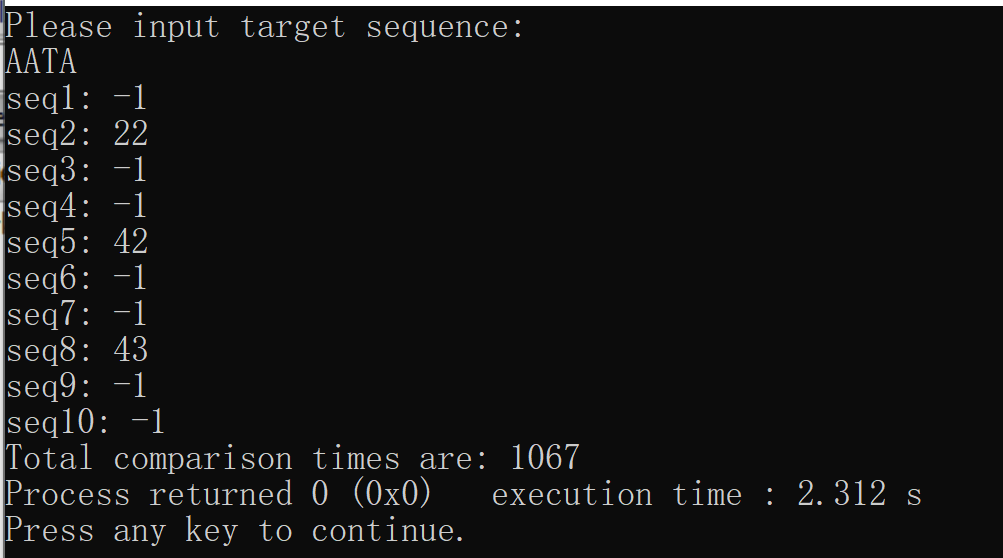 Please input target sequence:
AATA
seq1: -1
seq2: 22
seq3: -1
seq4: -1
seq5: 42
seq6: -1
seq7: -1
seq8: 43
seq9: -1
seq10: -1
Total comparison times are: 1067
Process returned 0 (0x0)   execution time : 2.312 s
Press any key to continue.